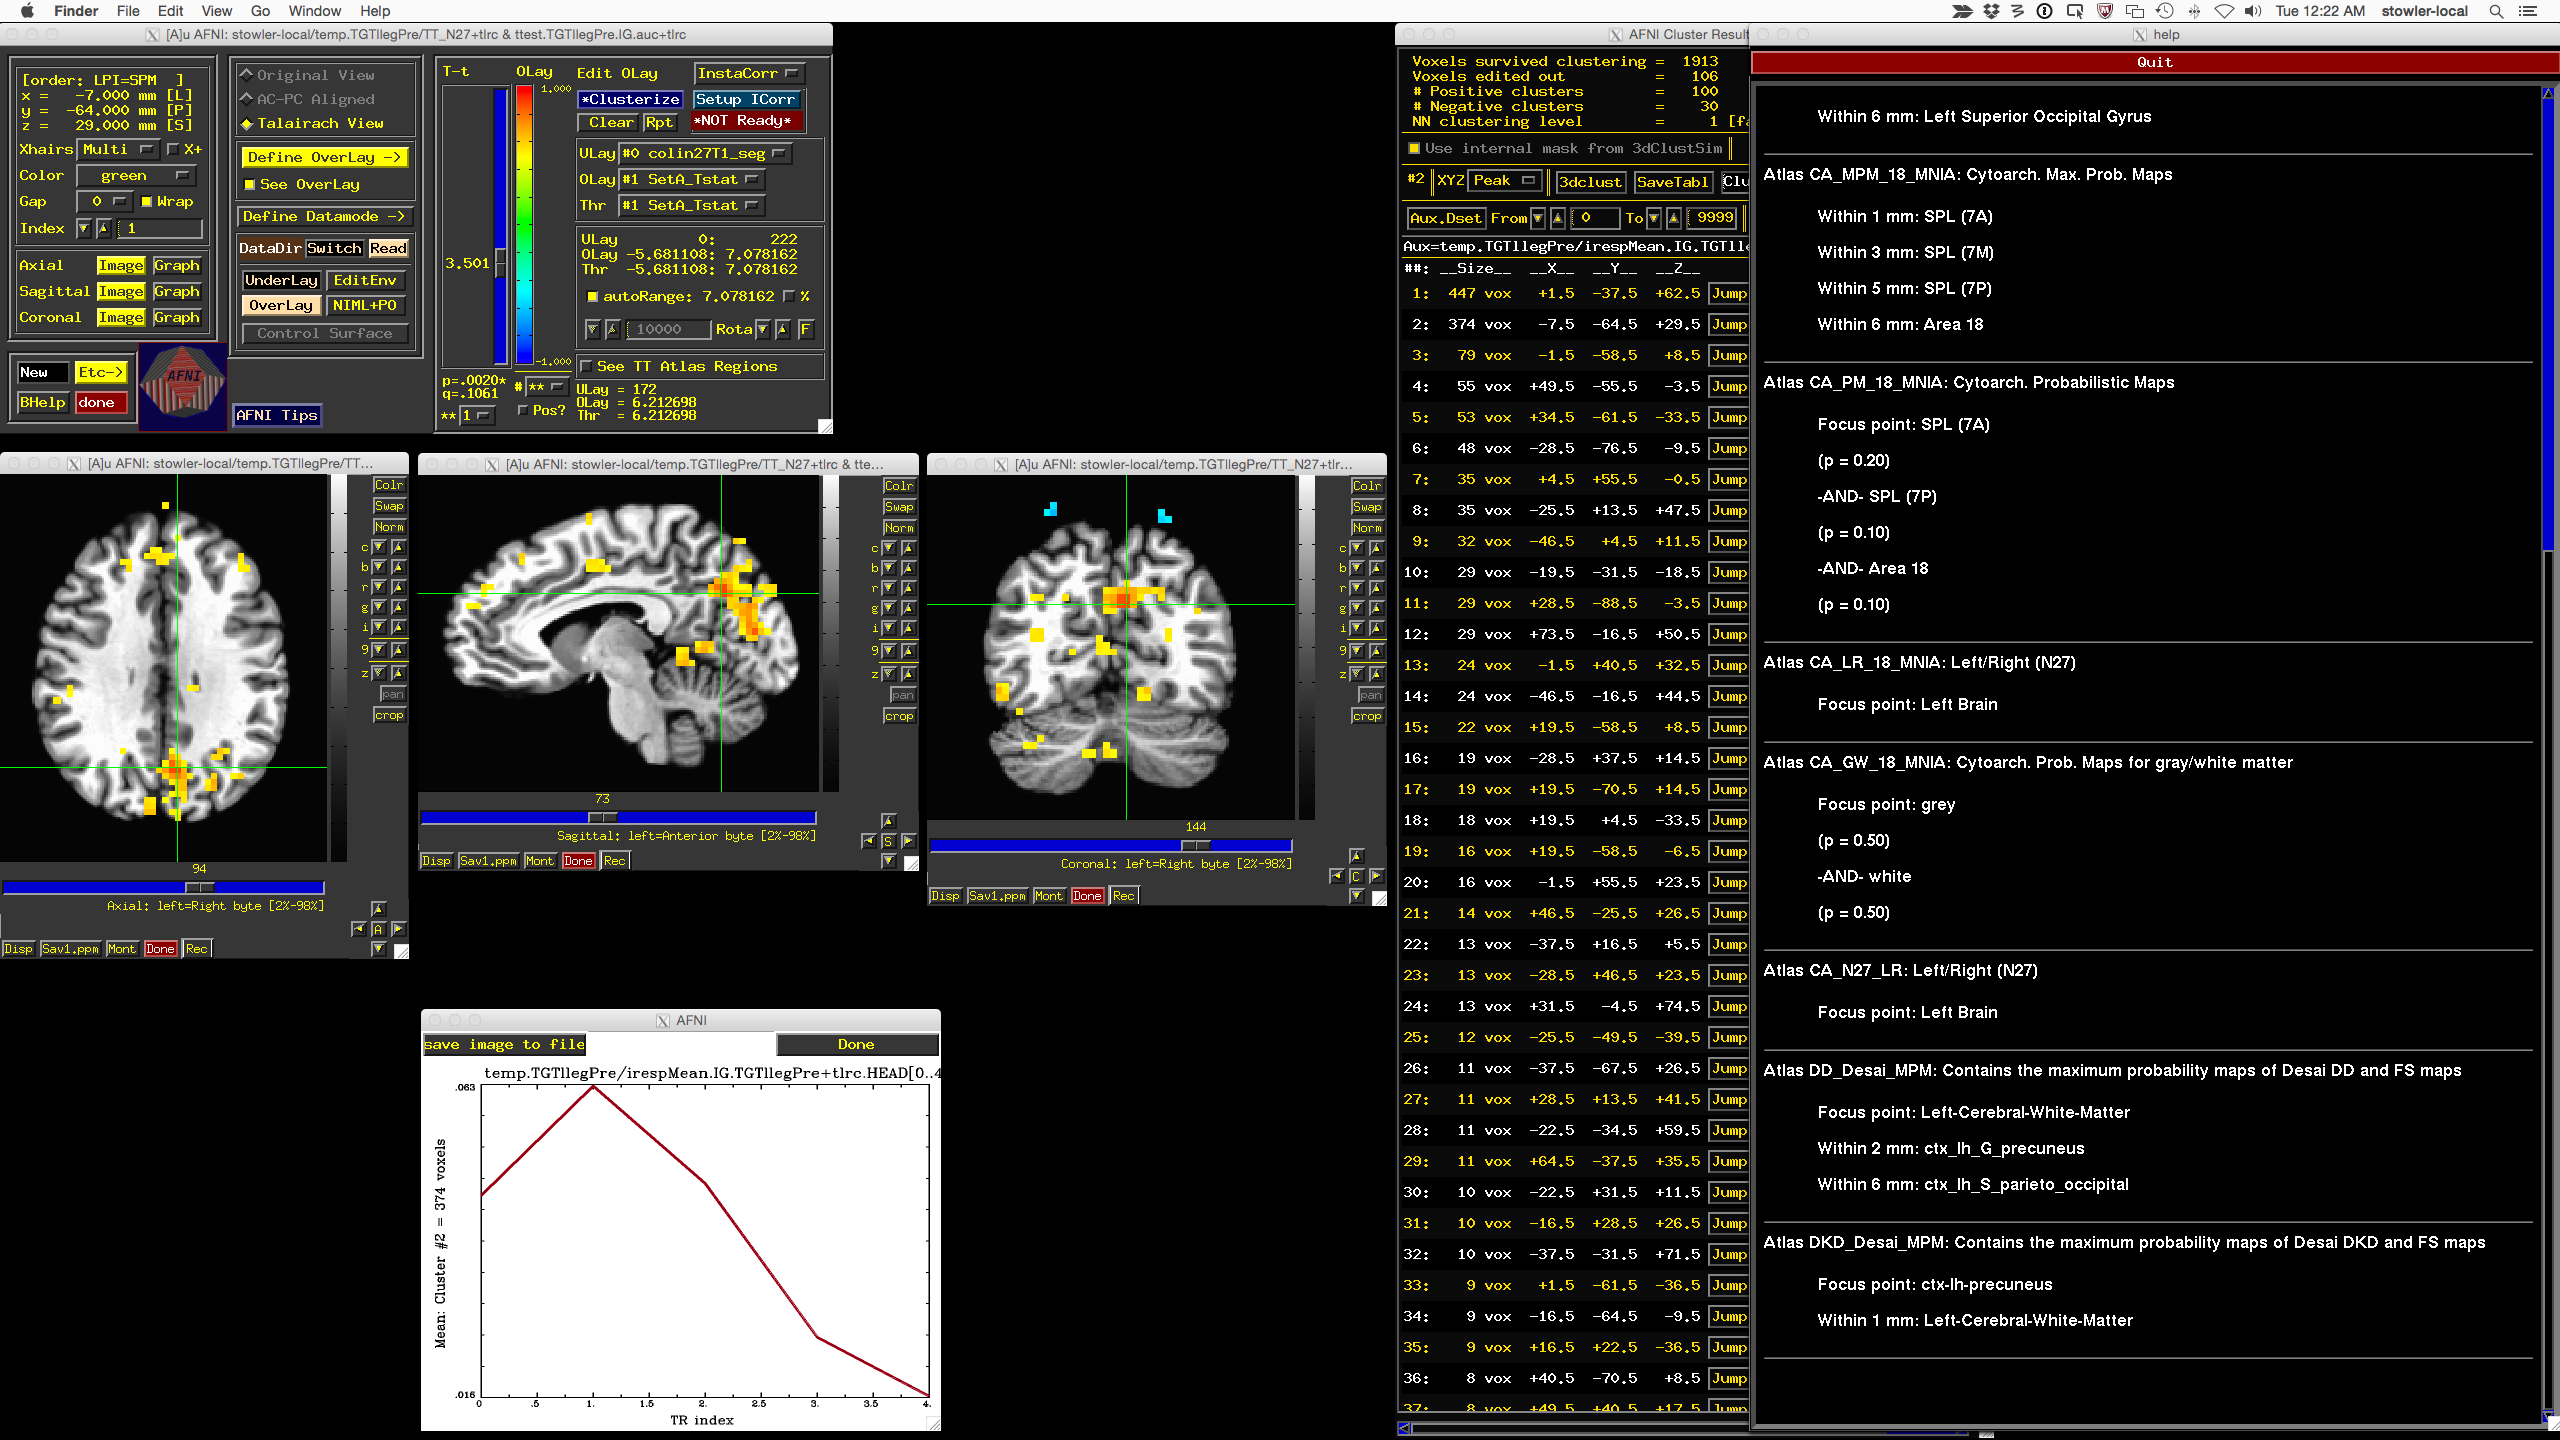 Finder File Edit View Go Window Help
Tue 12:22 AM stowler-local
[A]u AFNI: stowler-local/temp.TGTllegPre/TT_N27+tlrc & ttest.TGTllegPre.IG.auc+tlrc
[order: LPI=SPM ]
x = -7.000 mm [L]
y = -64.000 mm [P]
z = 29.000 mm [S]
Xhairs Multi X+
Color green
Gap 0 Wrap
Index 1
Axial Image Graph
Sagittal Image Graph
Coronal Image Graph
New Etc->
BHelp done
AFNI
Original View
AC-PC Aligned
Talairach View
Define OverLay ->
See OverLay
Define Datamode ->
DataDir Switch Read
UnderLay EditEnv
OverLay NIML+PO
Control Surface
AFNI Tips
T-t OLay Edit OLay InstaCorr
1.000
*Clusterize Setup ICorr
Clear Rpt *NOT Ready*
ULay #0 colin27T1_seg
OLay #1 SetA_Tstat
Thr #1 SetA_Tstat
3.501
ULay 0: 222
OLay -5.681108: 7.078162
Thr -5.681108: 7.078162
autoRange: 7.078162 %
10000 Rota F
-1.000
See TT Atlas Regions
p=.0020*
q=.1061
# **
** 1
Pos?
ULay = 172
OLay = 6.212698
Thr = 6.212698
[A]u AFNI: stowler-local/temp.TGTllegPre/TT...
Colr
Swap
Norm
c
b
r
g
i
9
z
pan
crop
94
Axial: left=Right byte [2%-98%]
A
Disp Sav1.ppm Mont Done Rec
[A]u AFNI: stowler-local/temp.TGTllegPre/TT_N27+tlrc & tte...
Colr
Swap
Norm
c
b
r
g
i
9
z
pan
crop
73
Sagittal: left=Anterior byte [2%-98%]
S
Disp Sav1.ppm Mont Done Rec
[A]u AFNI: stowler-local/temp.TGTllegPre/TT_N27+tlr...
Colr
Swap
Norm
c
b
r
g
i
9
z
pan
crop
144
Coronal: left=Right byte [2%-98%]
C
Disp Sav1.ppm Mont Done Rec
AFNI
save image to file Done
temp.TGTllegPre/irespMean.IG.TGTllegPre+tlrc.HEAD[0..4
.063
Mean: Cluster #2 = 374 voxels
.016
0 .5 1. 1.5 2. 2.5 3. 3.5 4.
TR index
AFNI Cluster Result
Voxels survived clustering = 1913
Voxels edited out = 106
# Positive clusters = 100
# Negative clusters = 30
NN clustering level = 1 [fa
Use internal mask from 3dClustSim
#2 XYZ Peak 3dclust SaveTabl Clu
Aux.Dset From 0 To 9999
Aux=temp.TGTllegPre/irespMean.IG.TGTlle
##: __Size__ __X__ __Y__ __Z__
1: 447 vox +1.5 -37.5 +62.5 Jump
2: 374 vox -7.5 -64.5 +29.5 Jump
3: 79 vox -1.5 -58.5 +8.5 Jump
4: 55 vox +49.5 -55.5 -3.5 Jump
5: 53 vox +34.5 -61.5 -33.5 Jump
6: 48 vox -28.5 -76.5 -9.5 Jump
7: 35 vox +4.5 +55.5 -0.5 Jump
8: 35 vox -25.5 +13.5 +47.5 Jump
9: 32 vox -46.5 +4.5 +11.5 Jump
10: 29 vox -19.5 -31.5 -18.5 Jump
11: 29 vox +28.5 -88.5 -3.5 Jump
12: 29 vox +73.5 -16.5 +50.5 Jump
13: 24 vox -1.5 +40.5 +32.5 Jump
14: 24 vox -46.5 -16.5 +44.5 Jump
15: 22 vox +19.5 -58.5 +8.5 Jump
16: 19 vox -28.5 +37.5 +14.5 Jump
17: 19 vox +19.5 -70.5 +14.5 Jump
18: 18 vox +19.5 +4.5 -33.5 Jump
19: 16 vox +19.5 -58.5 -6.5 Jump
20: 16 vox -1.5 +55.5 +23.5 Jump
21: 14 vox +46.5 -25.5 +26.5 Jump
22: 13 vox -37.5 +16.5 +5.5 Jump
23: 13 vox -28.5 +46.5 +23.5 Jump
24: 13 vox +31.5 -4.5 +74.5 Jump
25: 12 vox -25.5 -49.5 -39.5 Jump
26: 11 vox -37.5 -67.5 -6.5 Jump
27: 11 vox +28.5 +13.5 +41.5 Jump
28: 11 vox -22.5 -34.5 +59.5 Jump
29: 11 vox +64.5 -37.5 +35.5 Jump
30: 10 vox -22.5 +31.5 +11.5 Jump
31: 10 vox -16.5 +28.5 +26.5 Jump
32: 10 vox -37.5 -31.5 +71.5 Jump
33: 9 vox +1.5 -61.5 -36.5 Jump
34: 9 vox -16.5 -64.5 -9.5 Jump
35: 9 vox +16.5 +22.5 -36.5 Jump
36: 8 vox +40.5 -70.5 +8.5 Jump
37: 8 vox +49.5 +40.5 +17.5 Jump
help
Quit
Within 6 mm: Left Superior Occipital Gyrus
Atlas CA_MPM_18_MNIA: Cytoarch. Max. Prob. Maps
Within 1 mm: SPL (7A)
Within 3 mm: SPL (7M)
Within 5 mm: SPL (7P)
Within 6 mm: Area 18
Atlas CA_PM_18_MNIA: Cytoarch. Probabilistic Maps
Focus point: SPL (7A)
(p = 0.20)
-AND- SPL (7P)
(p = 0.10)
-AND- Area 18
(p = 0.10)
Atlas CA_LR_18_MNIA: Left/Right (N27)
Focus point: Left Brain
Atlas CA_GW_18_MNIA: Cytoarch. Prob. Maps for gray/white matter
Focus point: grey
(p = 0.50)
-AND- white
(p = 0.50)
Atlas CA_N27_LR: Left/Right (N27)
Focus point: Left Brain
Atlas DD_Desai_MPM: Contains the maximum probability maps of Desai DD and FS maps
Focus point: Left-Cerebral-White-Matter
Within 2 mm: ctx_lh_G_precuneus
Within 6 mm: ctx_lh_S_parieto_occipital
Atlas DKD_Desai_MPM: Contains the maximum probability maps of Desai DKD and FS maps
Focus point: ctx-lh-precuneus
Within 1 mm: Left-Cerebral-White-Matter